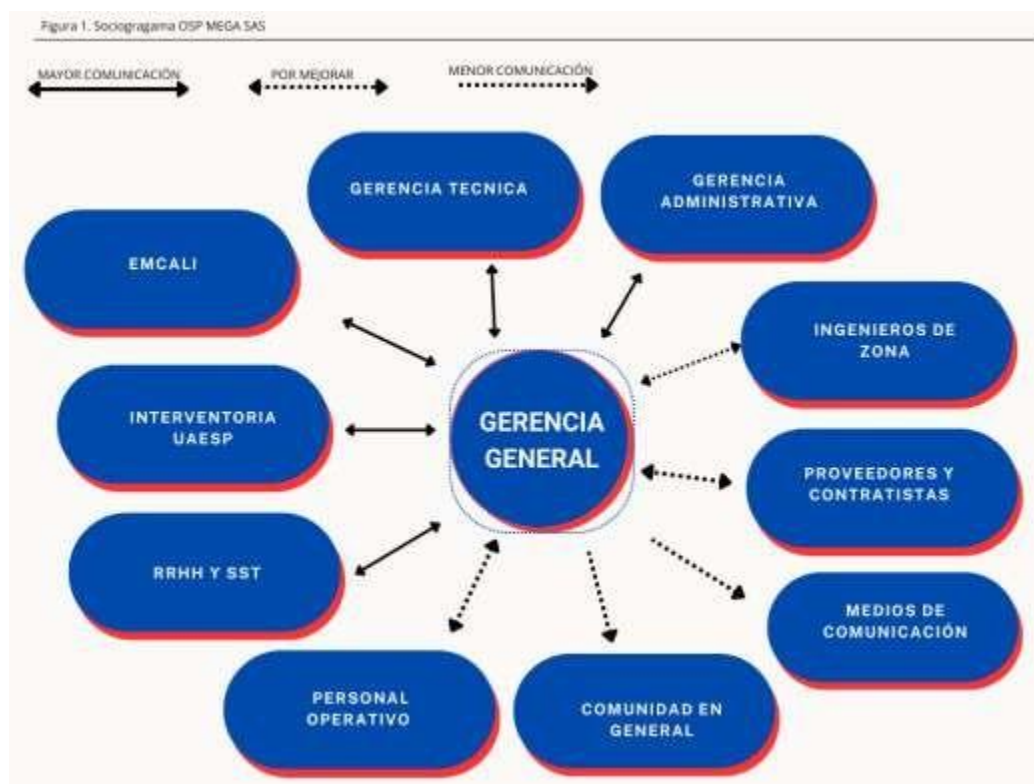 Figura 1. Sociogragama OSP MEGA SAS
MAYOR COMUNICACIÓN
POR MEJORAR
MENOR COMUNICACIÓN
GERENCIA TECNICA
GERENCIA
ADMINISTRATIVA
EMCALI
INGENIEROS DE
ZONA
INTERVENTORIA
UAESP
GERENCIA
GENERAL
PROVEEDORES Y
CONTRATISTAS
RRHH Y SST
MEDIOS DE
COMUNICACIÓN
PERSONAL
OPERATIVO
COMUNIDAD EN
GENERAL